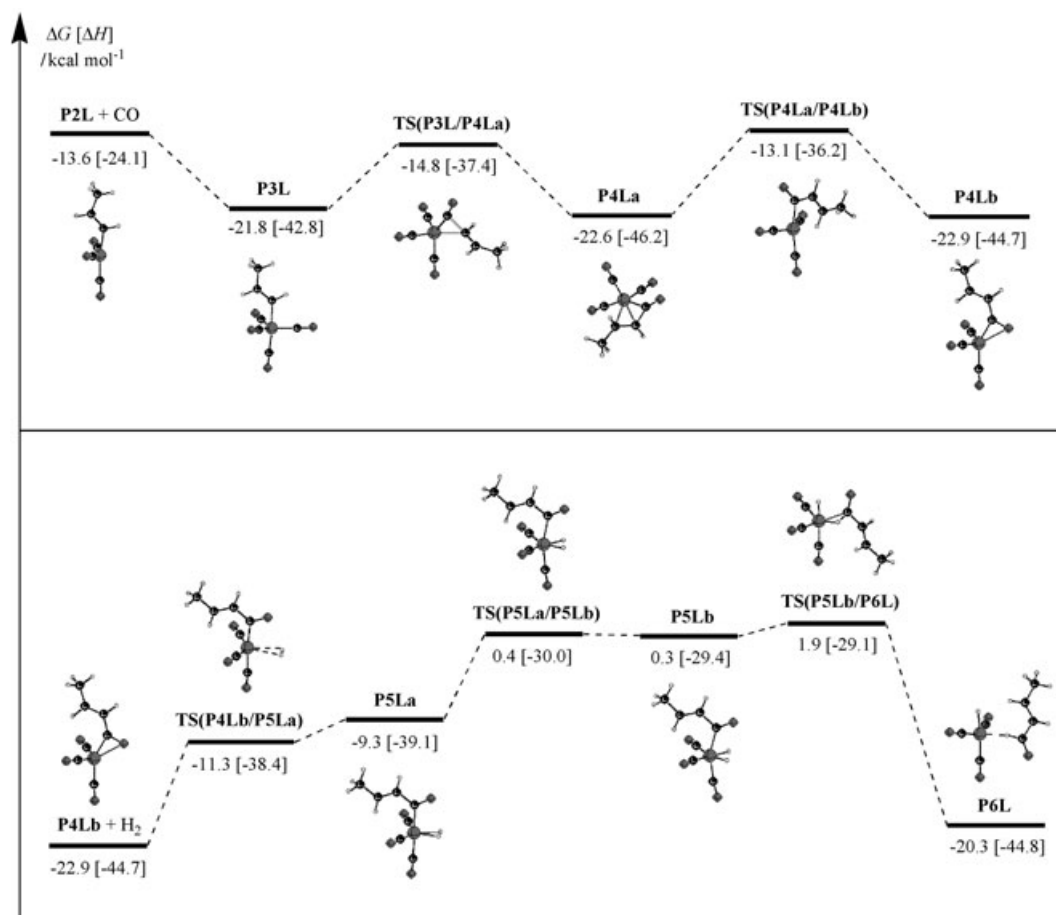 ΔG [ΔH]
/kcal mol⁻¹
P2L + CO
-13.6 [-24.1]
P3L
-21.8 [-42.8]
TS(P3L/P4La)
-14.8 [-37.4]
P4La
-22.6 [-46.2]
TS(P4La/P4Lb)
-13.1 [-36.2]
P4Lb
-22.9 [-44.7]
P4Lb + H₂
-22.9 [-44.7]
TS(P4Lb/P5La)
-11.3 [-38.4]
P5La
-9.3 [-39.1]
TS(P5La/P5Lb)
0.4 [-30.0]
P5Lb
0.3 [-29.4]
TS(P5Lb/P6L)
1.9 [-29.1]
P6L
-20.3 [-44.8]